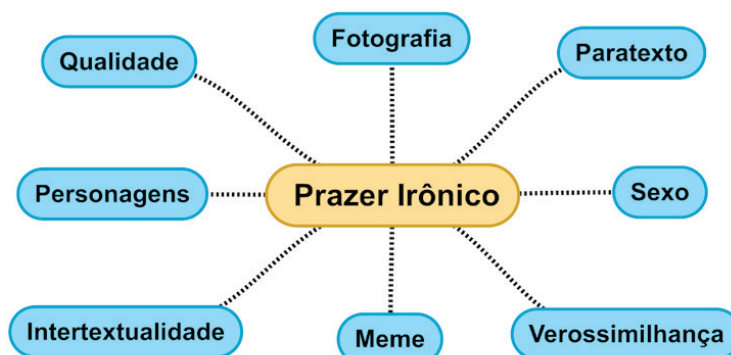 Fotografia
Qualidade
Paratexto
Personagens
Prazer Irônico
Sexo
Intertextualidade
Meme
Verossimilhança